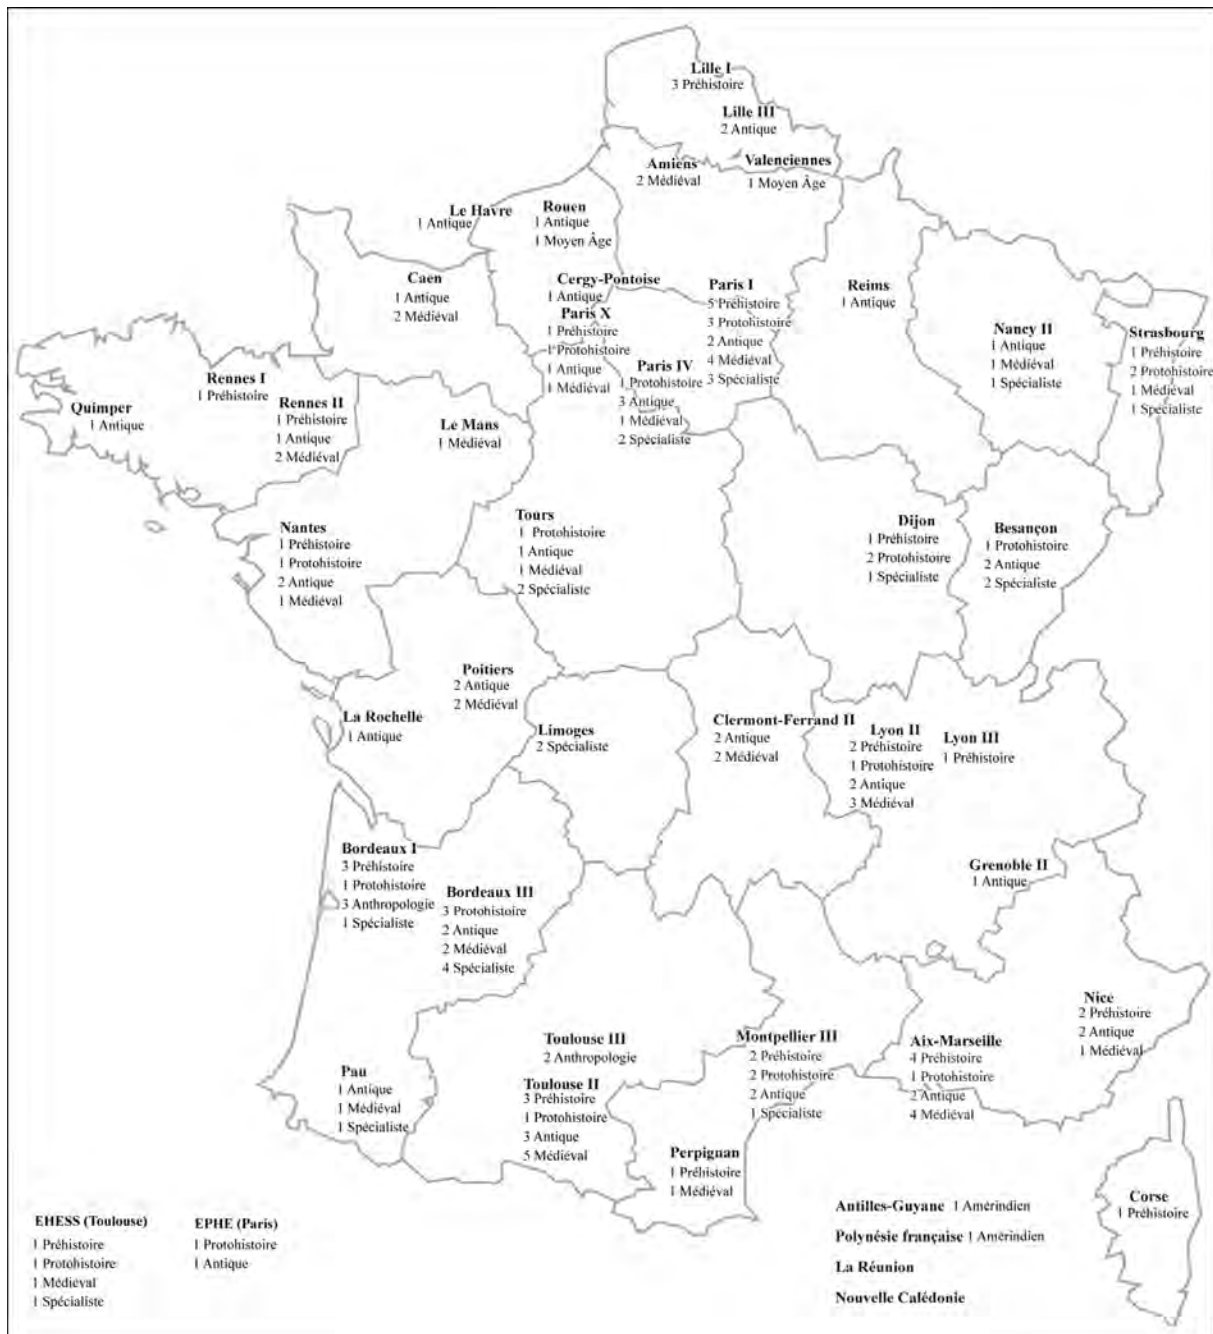 Lille I
3 Préhistoire
Lille III
2 Antique
Amiens
2 Médiéval
Valenciennes
1 Moyen Âge
Le Havre
1 Antique
Rouen
1 Antique
1 Moyen Âge
Caen
1 Antique
2 Médiéval
Cergy-Pontoise
1 Antique
Paris X
1 Préhistoire
1 Protohistoire
1 Antique
1 Médiéval
Paris I
5 Préhistoire
3 Protohistoire
2 Antique
4 Médiéval
3 Spécialiste
Paris IV
1 Protohistoire
3 Antique
1 Médiéval
2 Spécialiste
Reims
1 Antique
Nancy II
1 Antique
1 Médiéval
1 Spécialiste
Strasbourg
1 Préhistoire
2 Protohistoire
1 Médiéval
1 Spécialiste
Rennes I
1 Préhistoire
Quimper
1 Antique
Rennes II
1 Préhistoire
1 Antique
2 Médiéval
Le Mans
1 Médiéval
Nantes
1 Préhistoire
1 Protohistoire
2 Antique
1 Médiéval
Tours
1 Protohistoire
1 Antique
1 Médiéval
2 Spécialiste
Dijon
1 Préhistoire
2 Protohistoire
1 Spécialiste
Besançon
1 Protohistoire
2 Antique
2 Spécialiste
Poitiers
2 Antique
2 Médiéval
La Rochelle
1 Antique
Limoges
2 Spécialiste
Clermont-Ferrand II
2 Antique
2 Médiéval
Lyon II
2 Préhistoire
1 Protohistoire
2 Antique
3 Médiéval
Lyon III
1 Préhistoire
Grenoble II
1 Antique
Bordeaux I
3 Préhistoire
1 Protohistoire
3 Anthropologie
1 Spécialiste
Bordeaux III
3 Protohistoire
2 Antique
2 Médiéval
4 Spécialiste
Pau
1 Antique
1 Médiéval
1 Spécialiste
Toulouse III
2 Anthropologie
Toulouse II
3 Préhistoire
1 Protohistoire
3 Antique
5 Médiéval
Montpellier III
2 Préhistoire
2 Protohistoire
2 Antique
1 Spécialiste
Perpignan
1 Préhistoire
1 Médiéval
Aix-Marseille
4 Préhistoire
1 Protohistoire
2 Antique
4 Médiéval
Nice
2 Préhistoire
2 Antique
1 Médiéval
Corse
1 Préhistoire
EHESS (Toulouse)
1 Préhistoire
1 Protohistoire
1 Médiéval
1 Spécialiste
EPHE (Paris)
1 Protohistoire
1 Antique
Antilles-Guyane 1 Amérindien
Polynésie française 1 Amérindien
La Réunion
Nouvelle Calédonie